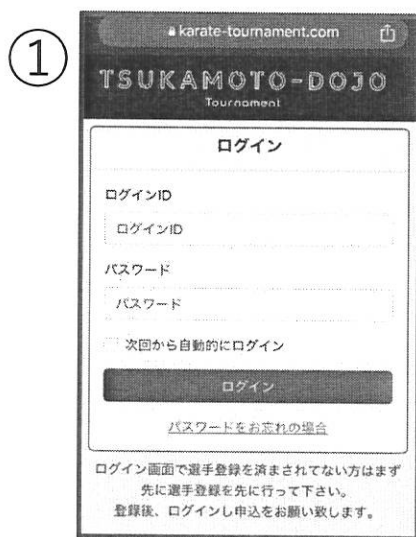 ①
karate-tournament.com
TSUKAMOTO-DOJO
Tournament
ログイン
ログインID
ログインID
パスワード
パスワード
次回から自動的にログイン
ログイン
パスワードをお忘れの場合
ログイン画面で選手登録を済まされてない方はまず
先に選手登録を先に行って下さい。
登録後、ログインし申込をお願い致します。